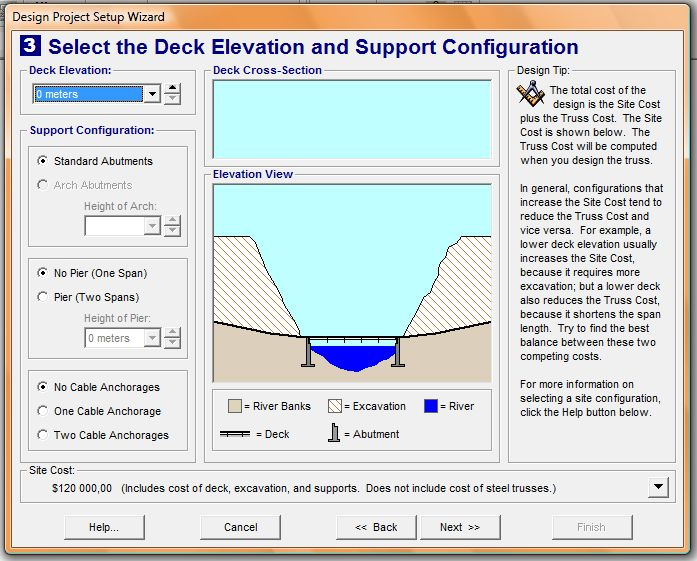 Design Project Setup Wizard
3 Select the Deck Elevation and Support Configuration
Deck Elevation:
0 meters
Support Configuration:
Standard Abutments
Arch Abutments
Height of Arch:
No Pier (One Span)
Pier (Two Spans)
Height of Pier:
0 meters
No Cable Anchorages
One Cable Anchorage
Two Cable Anchorages
Deck Cross-Section
Elevation View
= River Banks
= Excavation
= River
= Deck
= Abutment
Design Tip:
The total cost of the
design is the Site Cost
plus the Truss Cost. The Site
Cost is shown below. The
Truss Cost will be computed
when you design the truss.
In general, configurations that
increase the Site Cost tend to
reduce the Truss Cost and
vice versa. For example, a
lower deck elevation usually
increases the Site Cost,
because it requires more
excavation; but a lower deck
also reduces the Truss Cost,
because it shortens the span
length. Try to find the best
balance between these two
competing costs.
For more information on
selecting a site configuration,
click the Help button below.
Site Cost:
$120 000,00 (Includes cost of deck, excavation, and supports. Does not include cost of steel trusses.)
Help...
Cancel
<< Back
Next >>
Finish